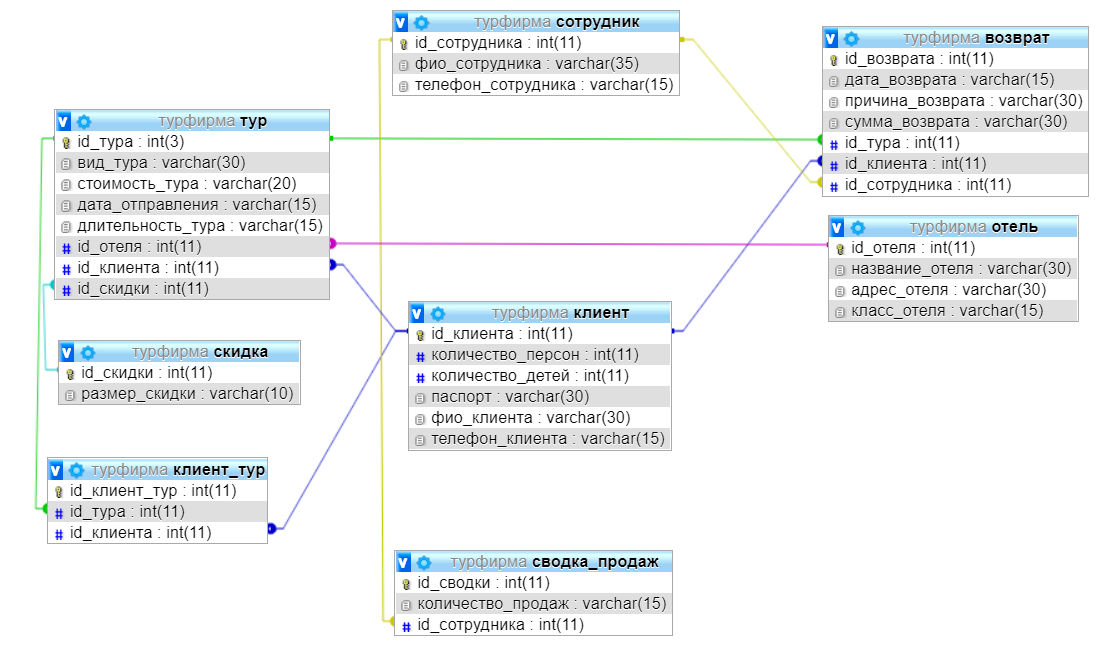 турфирма сотрудник
id_сотрудника : int(11)
фио_сотрудника : varchar(35)
телефон_сотрудника : varchar(15)
турфирма возврат
id_возврата : int(11)
дата_возврата : varchar(15)
причина_возврата : varchar(30)
сумма_возврата : varchar(30)
id_тура : int(11)
id_клиента : int(11)
id_сотрудника : int(11)
турфирма тур
id_тура : int(3)
вид_тура : varchar(30)
стоимость_тура : varchar(20)
дата_отправления : varchar(15)
длительность_тура : varchar(15)
id_отеля : int(11)
id_клиента : int(11)
id_скидки : int(11)
турфирма отель
id_отеля : int(11)
название_отеля : varchar(30)
адрес_отеля : varchar(30)
класс_отеля : varchar(15)
турфирма клиент
id_клиента : int(11)
количество_персон : int(11)
количество_детей : int(11)
паспорт : varchar(30)
фио_клиента : varchar(30)
телефон_клиента : varchar(15)
турфирма скидка
id_скидки : int(11)
размер_скидки : varchar(10)
турфирма клиент_тур
id_клиент_тур : int(11)
id_тура : int(11)
id_клиента : int(11)
турфирма сводка_продаж
id_сводки : int(11)
количество_продаж : varchar(15)
id_сотрудника : int(11)